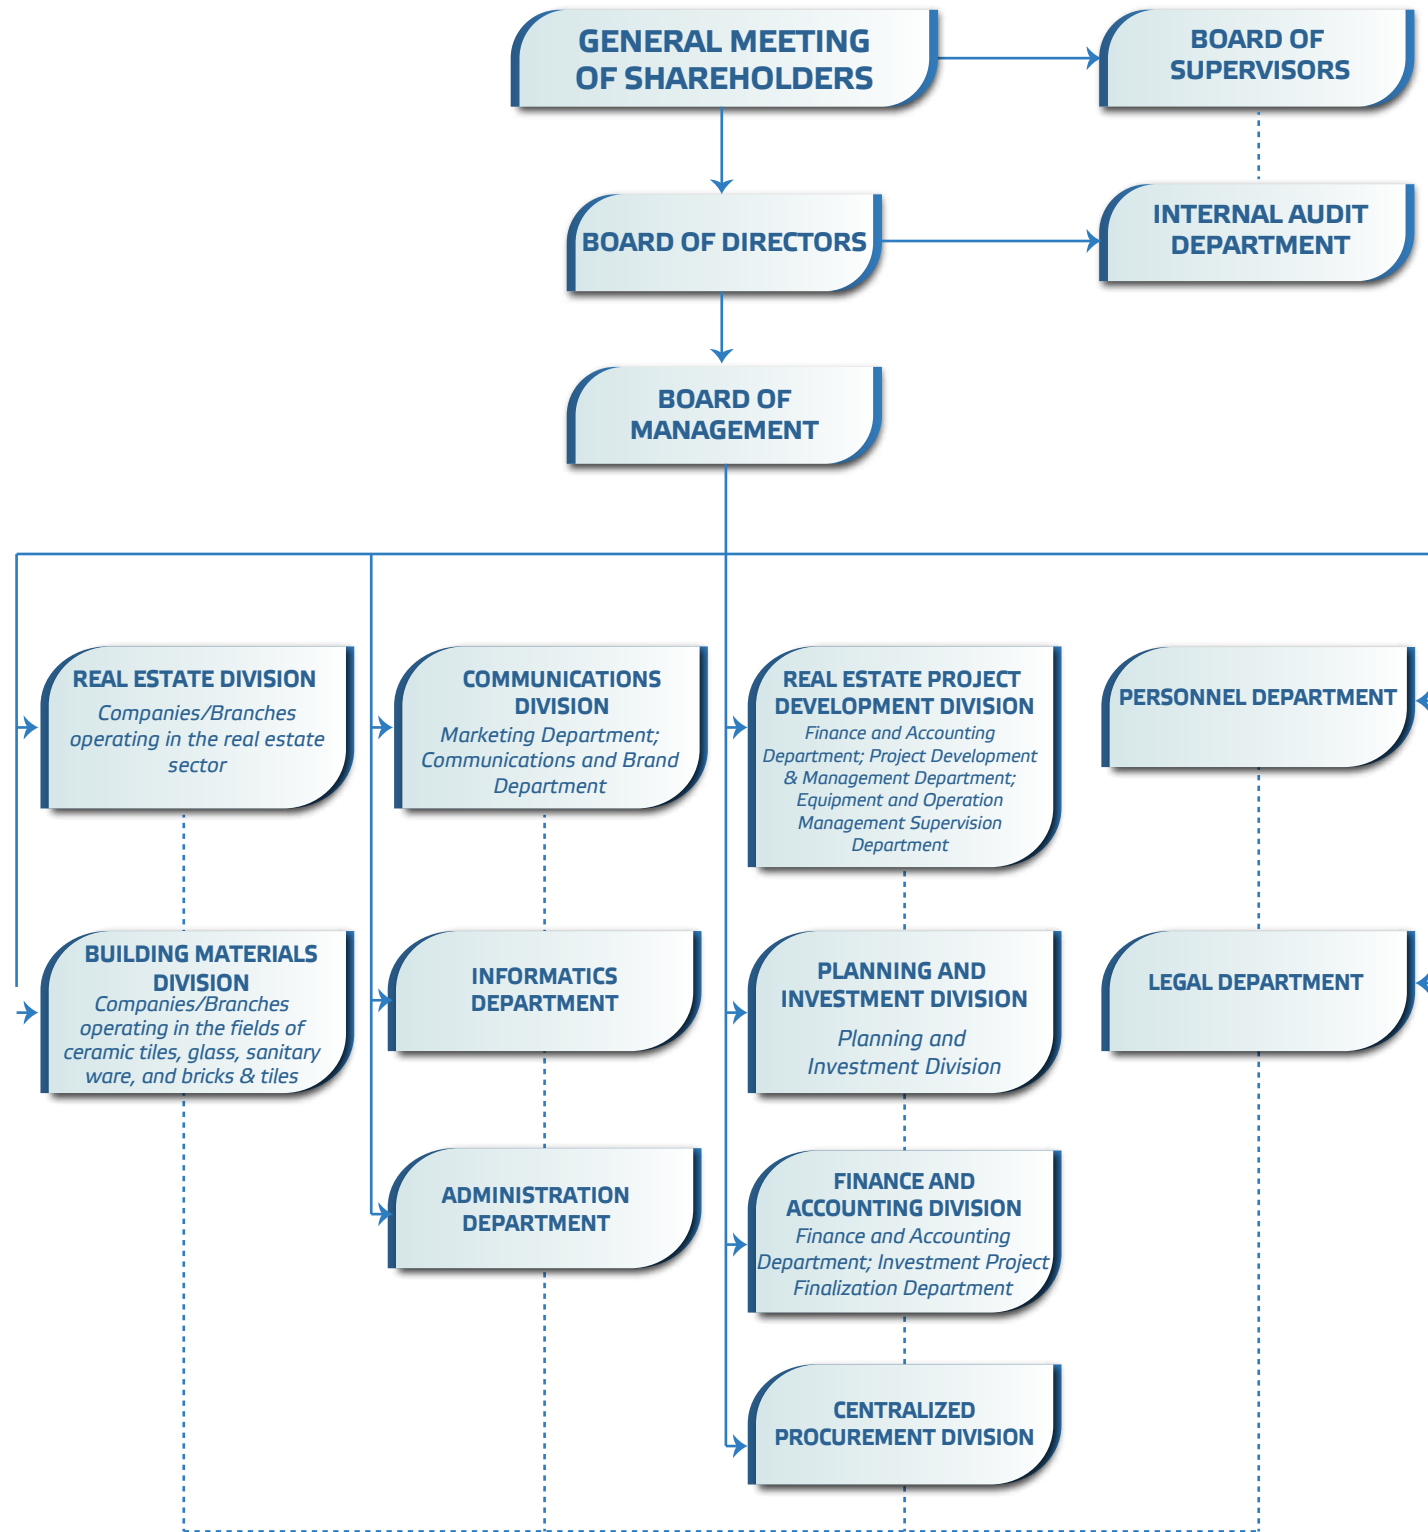 GENERAL MEETING
OF SHAREHOLDERS
BOARD OF
SUPERVISORS
BOARD OF DIRECTORS
INTERNAL AUDIT
DEPARTMENT
BOARD OF
MANAGEMENT
REAL ESTATE DIVISION
Companies/Branches
operating in the real estate
sector
COMMUNICATIONS
DIVISION
Marketing Department;
Communications and Brand
Department
REAL ESTATE PROJECT
DEVELOPMENT DIVISION
Finance and Accounting
Department; Project Development
& Management Department;
Equipment and Operation
Management Supervision
Department
PERSONNEL DEPARTMENT
BUILDING MATERIALS
DIVISION
Companies/Branches
operating in the fields of
ceramic tiles, glass, sanitary
ware, and bricks & tiles
INFORMATICS
DEPARTMENT
PLANNING AND
INVESTMENT DIVISION
Planning and
Investment Division
LEGAL DEPARTMENT
ADMINISTRATION
DEPARTMENT
FINANCE AND
ACCOUNTING DIVISION
Finance and Accounting
Department; Investment Project
Finalization Department
CENTRALIZED
PROCUREMENT DIVISION